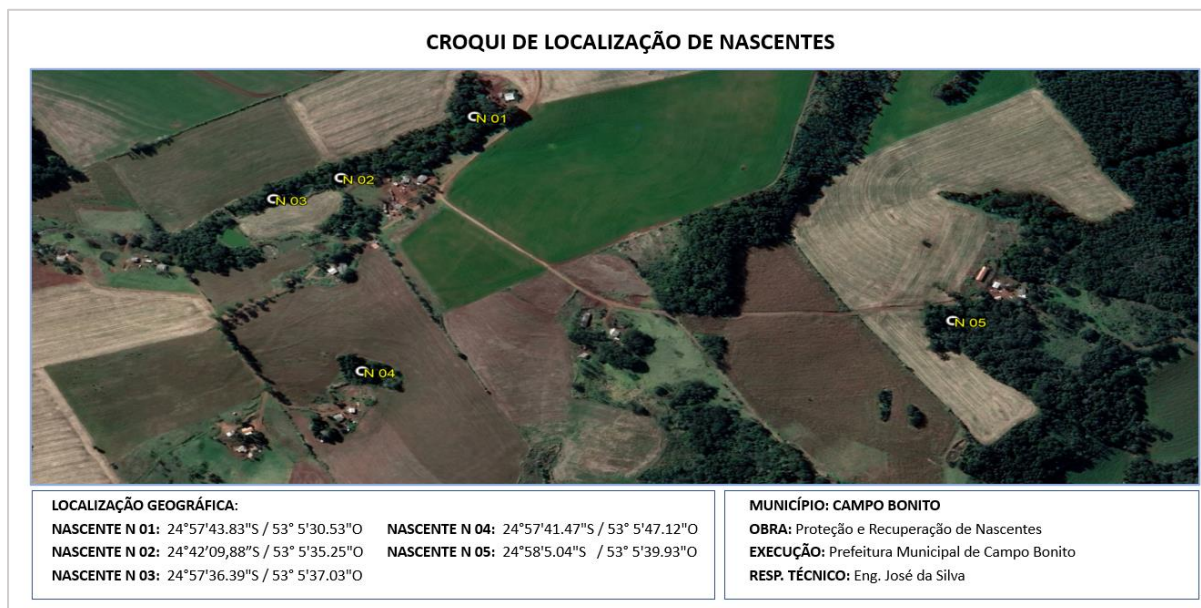 CROQUI DE LOCALIZAÇÃO DE NASCENTES
N 01
N 02
N 03
N 04
N 05
LOCALIZAÇÃO GEOGRÁFICA:
NASCENTE N 01: 24°57'43.83"S / 53° 5'30.53"O NASCENTE N 04: 24°57'41.47"S / 53° 5'47.12"O
NASCENTE N 02: 24°42’09,88”S / 53° 5'35.25"O NASCENTE N 05: 24°58'5.04"S / 53° 5'39.93"O
NASCENTE N 03: 24°57'36.39"S / 53° 5'37.03"O
MUNICÍPIO: CAMPO BONITO
OBRA: Proteção e Recuperação de Nascentes
EXECUÇÃO: Prefeitura Municipal de Campo Bonito
RESP. TÉCNICO: Eng. José da Silva